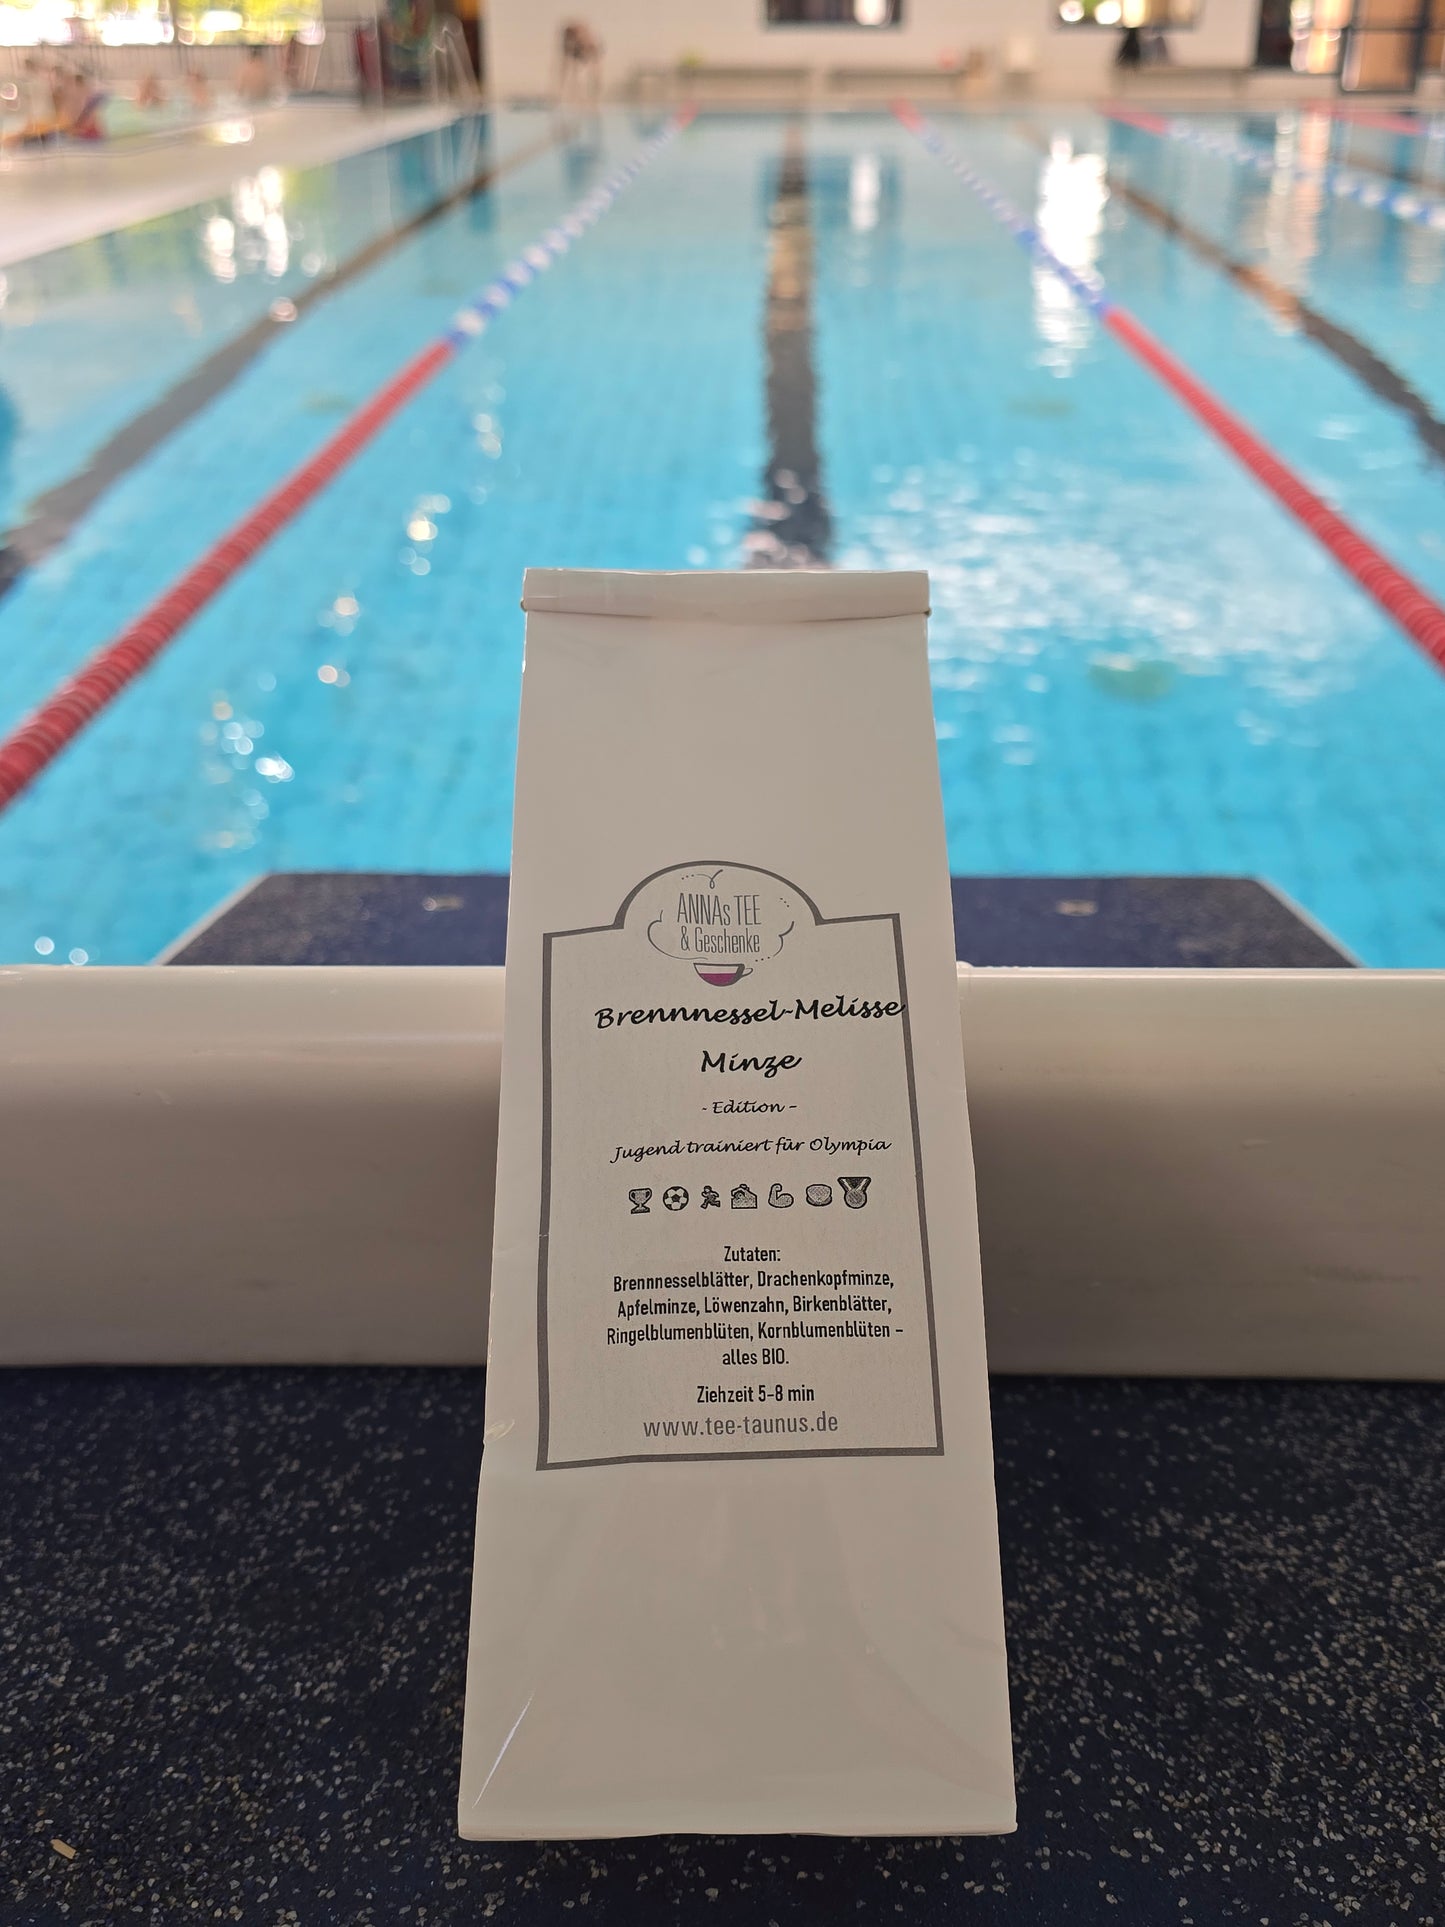 ANNAs TEE
& Geschenke
Brennnessel-Melisse
Minze
- Edition -
Jugend trainiert für Olympia
Zutaten:
Brennnesselblätter, Drachenkopfminze,
Apfelminze, Löwenzahn, Birkenblätter,
Ringelblumenblüten, Kornblumenblüten –
alles BIO.
Ziehzeit 5-8 min
www.tee-taunus.de